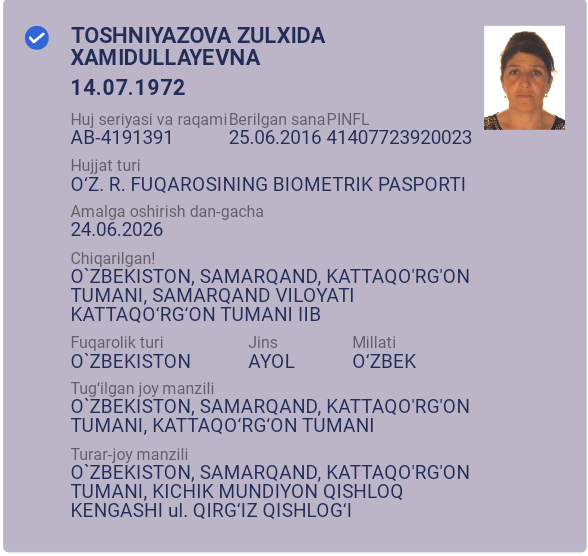 TOSHNIYAZOVA ZULXIDA
XAMIDULLAYEVNA
14.07.1972
Huj seriyasi va raqami Berilgan sana PINFL
AB-4191391 25.06.2016 41407723920023
Hujjat turi
O‘Z. R. FUQAROSINING BIOMETRIK PASPORTI
Amalga oshirish dan-gacha
24.06.2026
Chiqarilgan!
O`ZBEKISTON, SAMARQAND, KATTAQO'RG'ON
TUMANI, SAMARQAND VILOYATI
KATTAQO‘RG‘ON TUMANI IIB
Fuqarolik turi Jins Millati
O`ZBEKISTON AYOL O‘ZBEK
Tug‘ilgan joy manzili
O`ZBEKISTON, SAMARQAND, KATTAQO'RG'ON
TUMANI, KATTAQO‘RG‘ON TUMANI
Turar-joy manzili
O`ZBEKISTON, SAMARQAND, KATTAQO'RG'ON
TUMANI, KICHIK MUNDIYON QISHLOQ
KENGASHI ul. QIRG‘IZ QISHLOG‘I